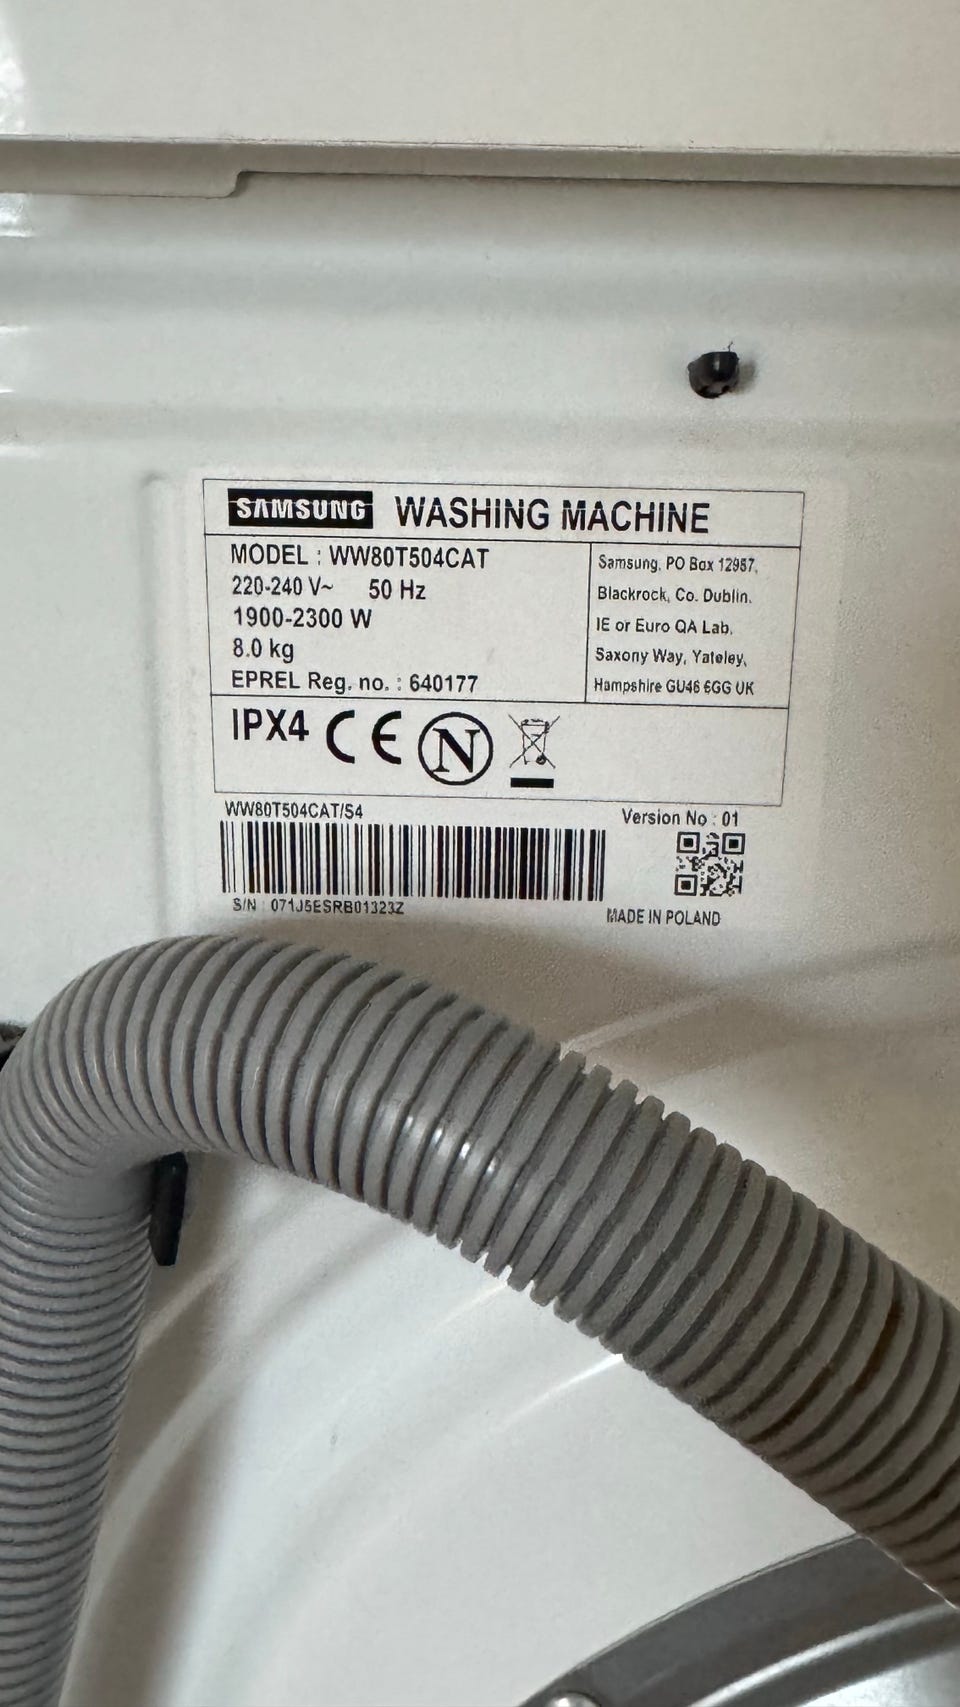 SAMSUNG WASHING MACHINE
MODEL : WW80T504CAT
220-240 V~ 50 Hz
1900-2300 W
8.0 kg
EPREL Reg. no. : 640177
Samsung, PO Box 12987,
Blackrock, Co. Dublin.
IE or Euro QA Lab.
Saxony Way, Yateley,
Hampshire GU46 6GG UK
IPX4 CE N
WW80T504CAT/S4
Version No : 01
S/N : 071J5ESRB01323Z
MADE IN POLAND